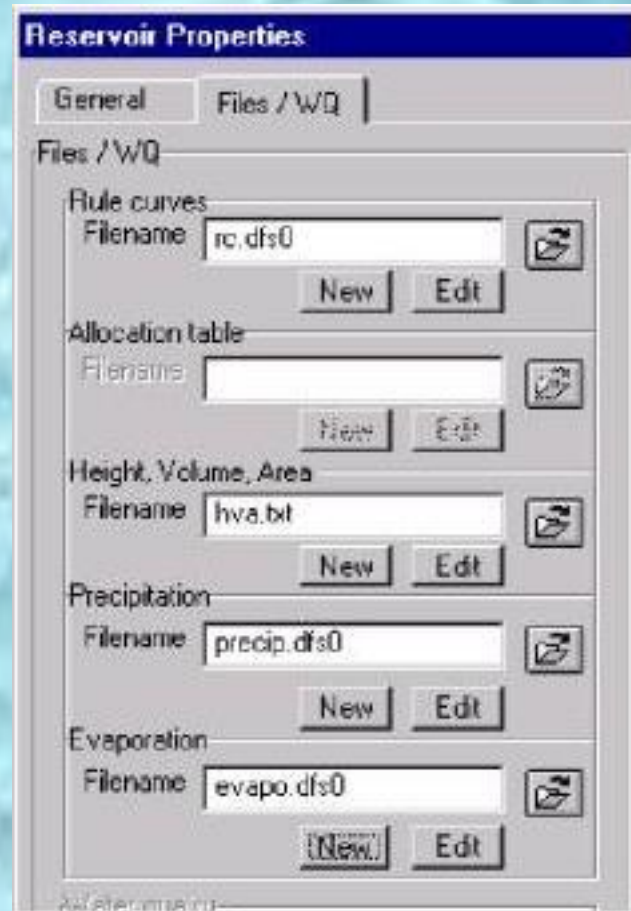 Reservoir Properties
General Files / WQ
Files / WQ
Rule curves
Filename rc.dfs0
New Edit
Allocation table
Filename
New Edit
Height, Volume, Area
Filename hva.txt
New Edit
Precipitation
Filename precip.dfs0
New Edit
Evaporation
Filename evapo.dfs0
New Edit
Water quality